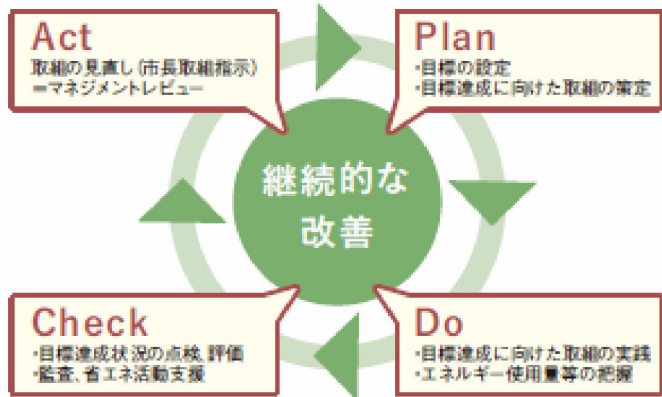 Act
取組の見直し(市長取組指示)
=マネジメントレビュー
Plan
・目標の設定
・目標達成に向けた取組の策定
継続的な
改善
Check
・目標達成状況の点検、評価
・監査、省エネ活動支援
Do
・目標達成に向けた取組の実践
・エネルギー使用量等の把握